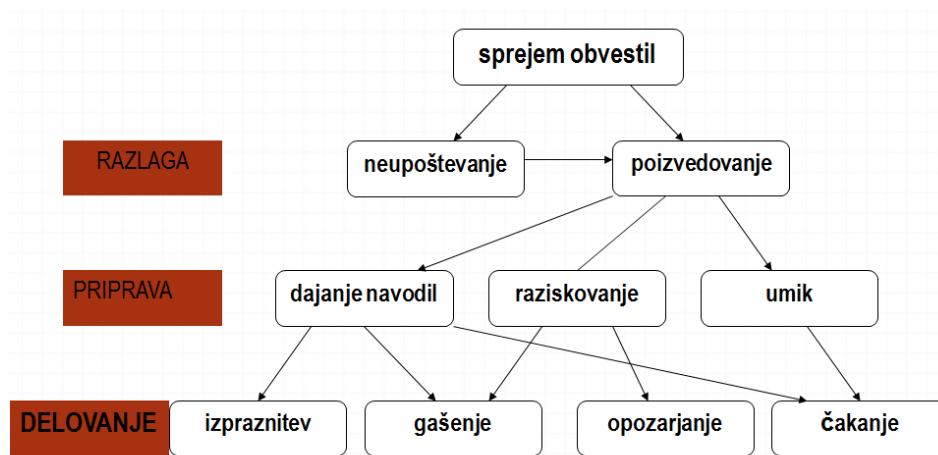 sprejem obvestil
RAZLAGA
neupoštevanje
poizvedovanje
PRIPRAVA
dajanje navodil
raziskovanje
umik
DELOVANJE
izpraznitev
gašenje
opozarjanje
čakanje